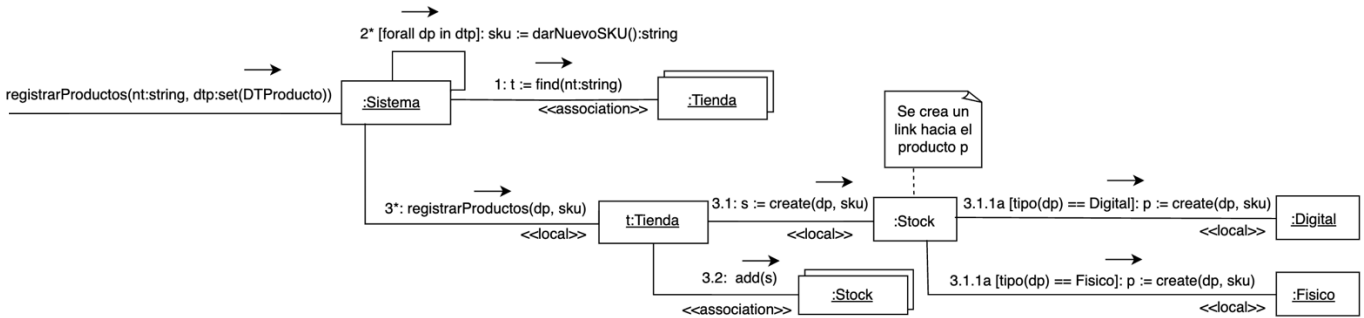 2* [forall dp in dtp]: sku := darNuevoSKU():string
registrarProductos(nt:string, dtp:set(DTProducto))
:Sistema
1: t := find(nt:string)
<<association>>
:Tienda
Se crea un
link hacia el
producto p
3*: registrarProductos(dp, sku)
<<local>>
t:Tienda
3.1: s := create(dp, sku)
<<local>>
:Stock
3.1.1a [tipo(dp) == Digital]: p := create(dp, sku)
<<local>>
:Digital
3.2: add(s)
<<association>>
:Stock
3.1.1a [tipo(dp) == Fisico]: p := create(dp, sku)
<<local>>
:Fisico